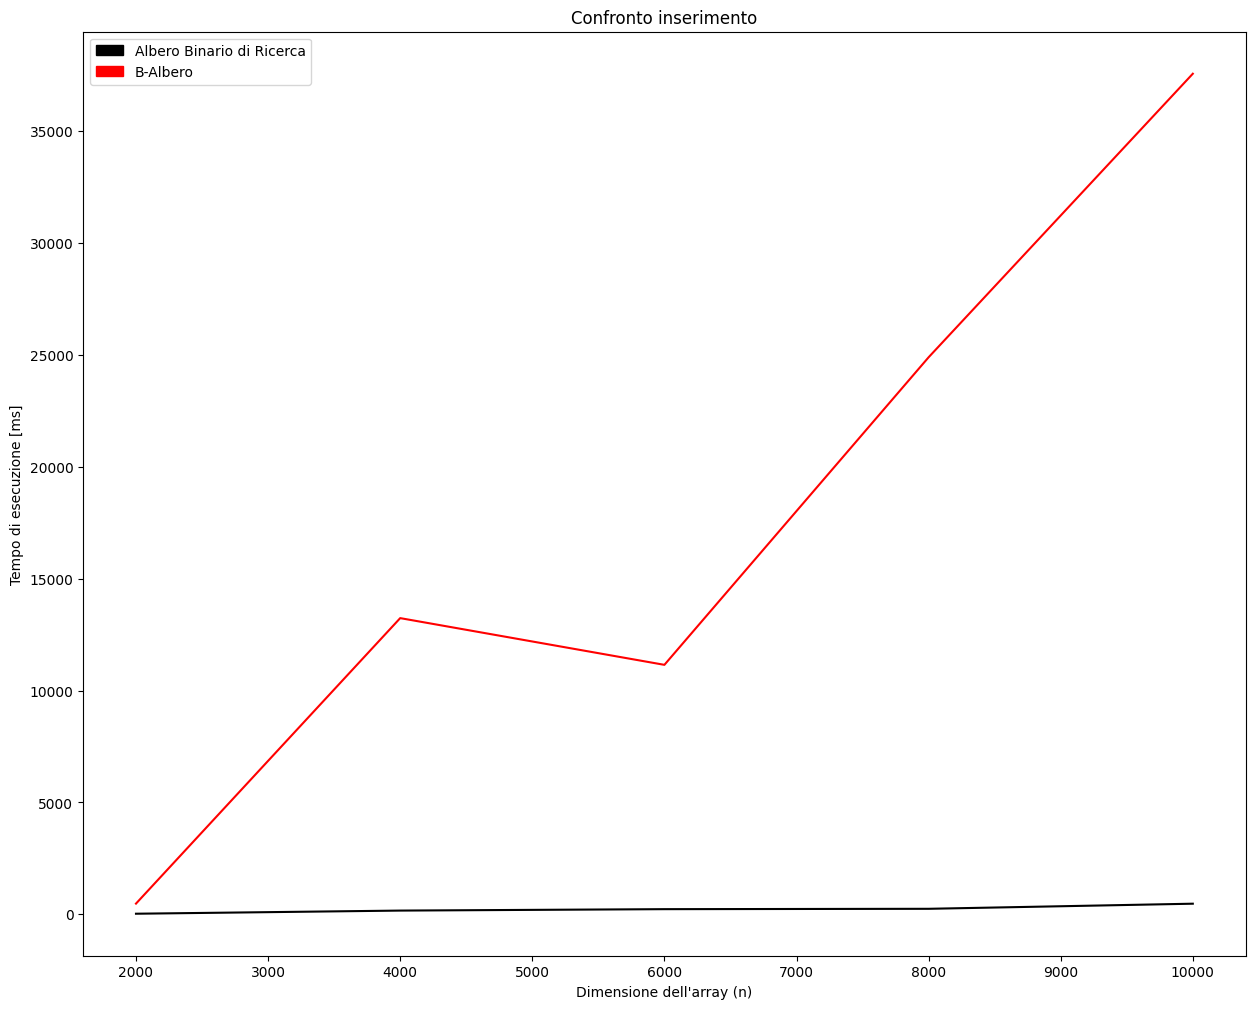 Confronto inserimento
Albero Binario di Ricerca
B-Albero
Tempo di esecuzione [ms]
35000
30000
25000
20000
15000
10000
5000
0
2000 3000 4000 5000 6000 7000 8000 9000 10000
Dimensione dell'array (n)